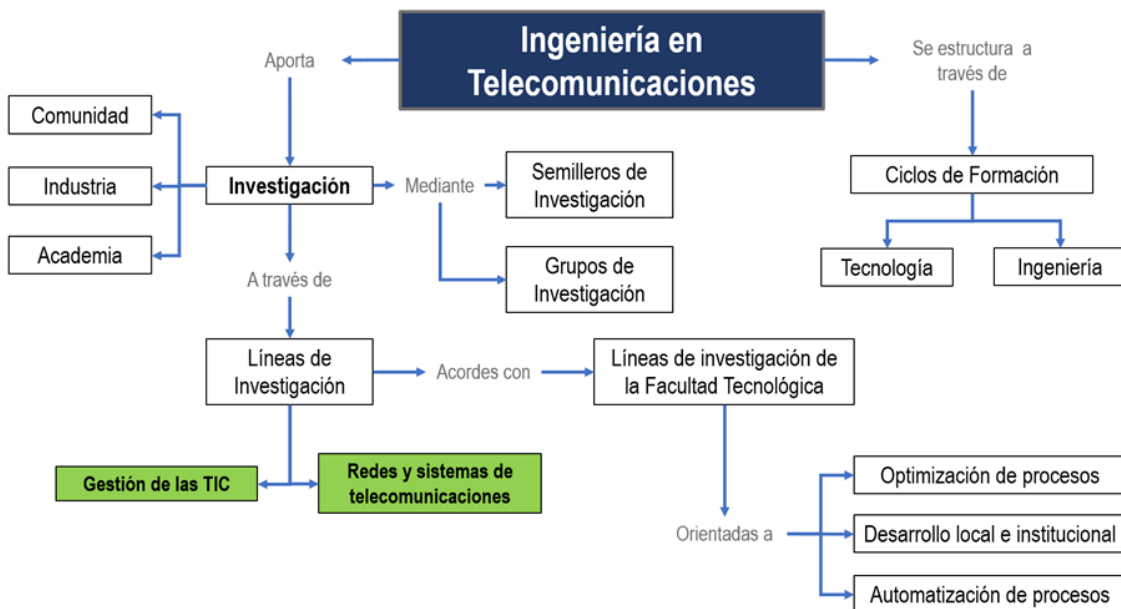 Ingeniería en
Telecomunicaciones
Aporta
Se estructura a
través de
Comunidad
Industria
Academia
Investigación
Mediante
Semilleros de
Investigación
Grupos de
Investigación
Ciclos de Formación
Tecnología
Ingeniería
A través de
Líneas de
Investigación
Acordes con
Líneas de investigación de
la Facultad Tecnológica
Gestión de las TIC
Redes y sistemas de
telecomunicaciones
Orientadas a
Optimización de procesos
Desarrollo local e institucional
Automatización de procesos